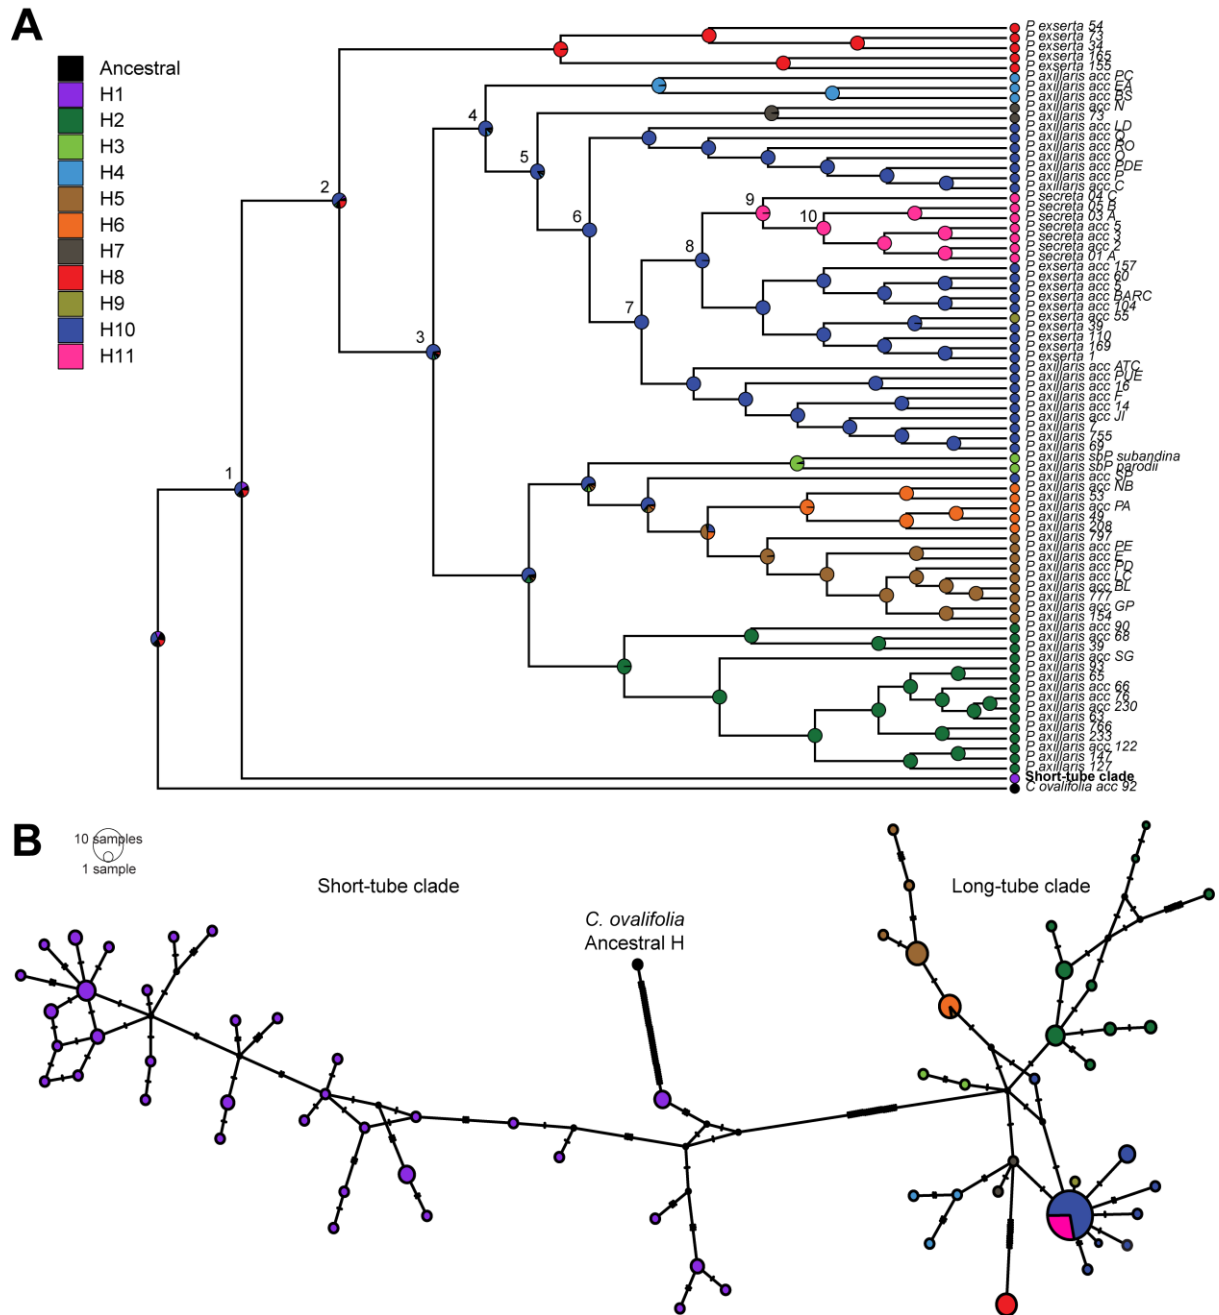 A
Ancestral
H1
H2
H3
H4
H5
H6
H7
H8
H9
H10
H11
1
2
3
4
5
6
7
8
9
10
P exserta 54
P exserta 73
P exserta 34
P exserta 165
P exserta 155
P axillaris acc PC
P axillaris acc EA
P axillaris acc BS
P axillaris acc N
P axillaris 73
P axillaris acc LD
P axillaris acc Q
P axillaris acc RO
P axillaris acc O
P axillaris acc PDE
P axillaris acc P
P axillaris acc C
P secreta 04 C
P secreta 05 B
P secreta 03 A
P secreta acc 5
P secreta acc 3
P secreta acc 2
P secreta 01 A
P exserta acc 157
P exserta acc 60
P exserta acc 5
P exserta acc BARC
P exserta acc 104
P exserta acc 55
P exserta 39
P exserta 110
P exserta 169
P exserta 1
P axillaris acc ATC
P axillaris acc PUE
P axillaris acc 16
P axillaris acc F
P axillaris acc 14
P axillaris acc JI
P axillaris 7
P axillaris 755
P axillaris 69
P axillaris sbP subandina
P axillaris sbP parodii
P axillaris acc SP
P axillaris acc NB
P axillaris 53
P axillaris acc PA
P axillaris 49
P axillaris 208
P axillaris 797
P axillaris acc PE
P axillaris acc E
P axillaris acc PD
P axillaris acc LC
P axillaris acc BL
P axillaris 777
P axillaris acc GP
P axillaris 154
P axillaris acc 90
P axillaris acc 68
P axillaris 39
P axillaris acc SG
P axillaris 93
P axillaris 65
P axillaris acc 66
P axillaris acc 76
P axillaris acc 230
P axillaris 63
P axillaris 766
P axillaris 233
P axillaris acc 122
P axillaris 147
P axillaris 127
Short-tube clade
C ovalifolia acc 92
B
10 samples
1 sample
Short-tube clade
C. ovalifolia
Ancestral H
Long-tube clade